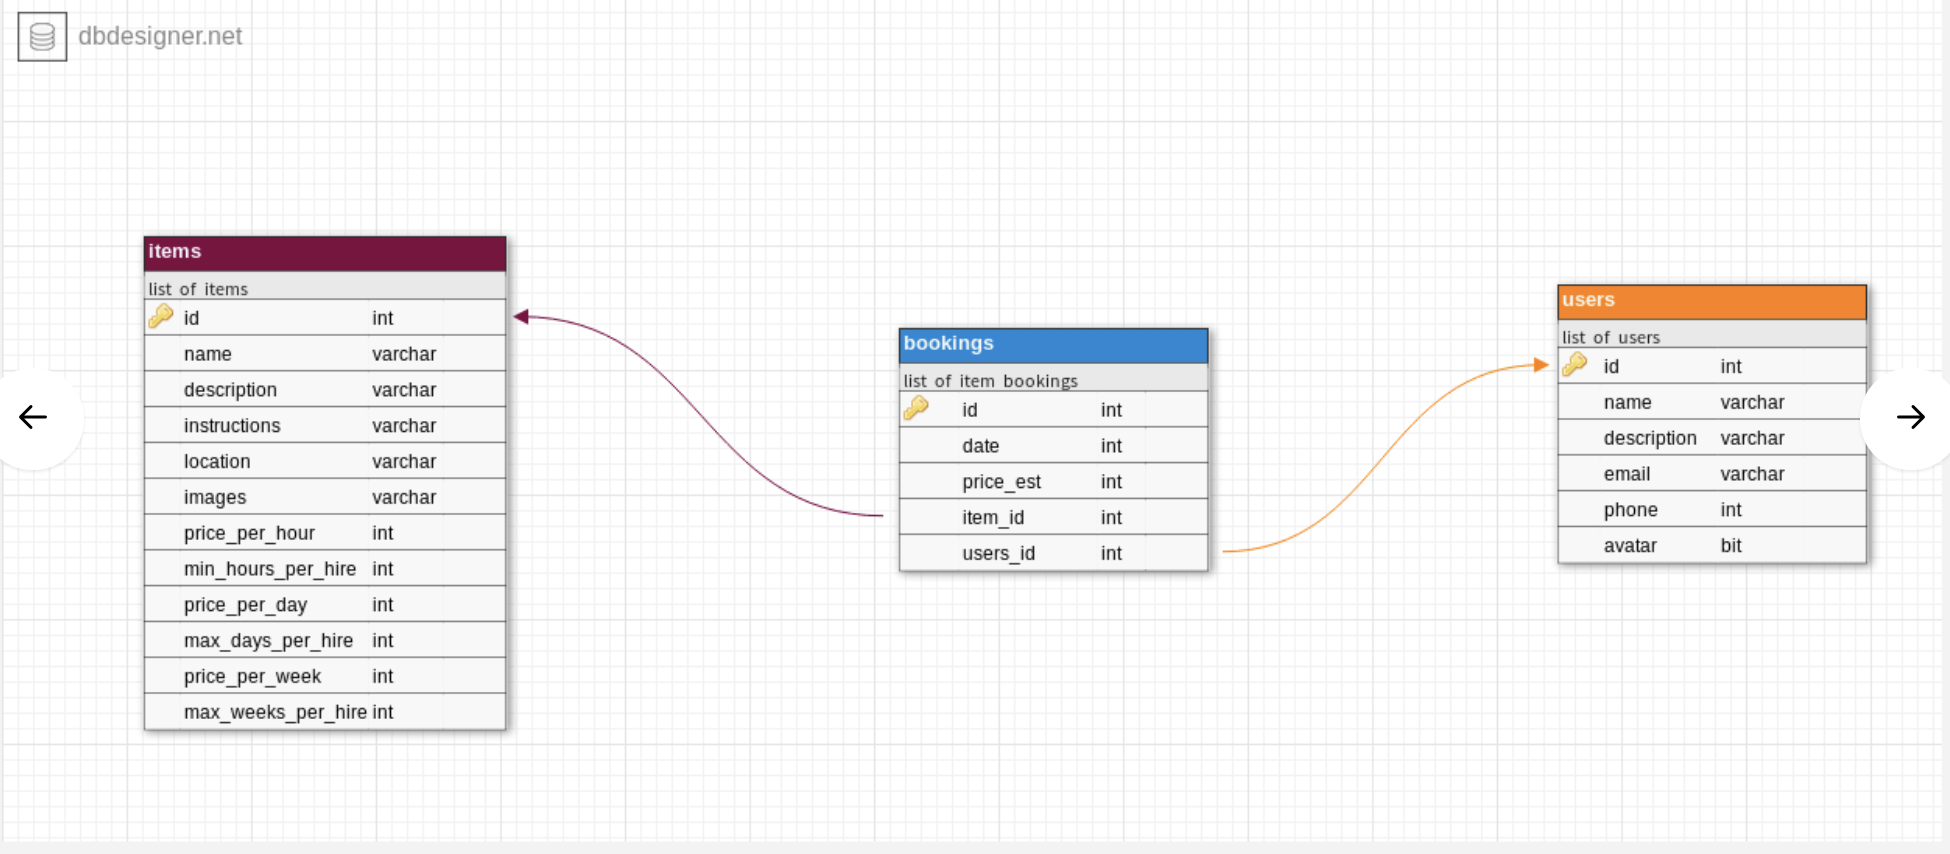 dbdesigner.net
items
list of items
id int
name varchar
description varchar
instructions varchar
location varchar
images varchar
price_per_hour int
min_hours_per_hire int
price_per_day int
max_days_per_hire int
price_per_week int
max_weeks_per_hire int
bookings
list of item bookings
id int
date int
price_est int
item_id int
users_id int
users
list of users
id int
name varchar
description varchar
email varchar
phone int
avatar bit